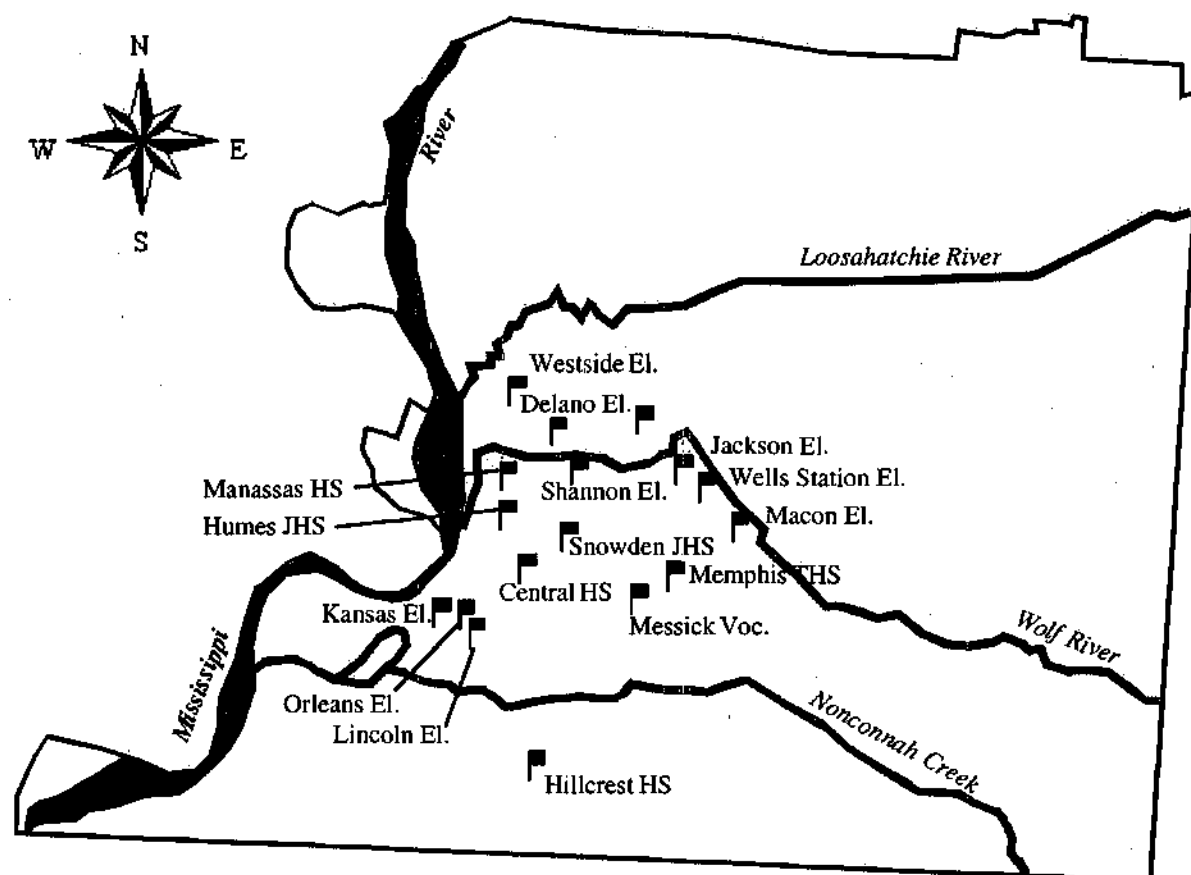 N
W
E
S
River
Loosahatchie River
Westside El.
Delano El.
Jackson El.
Manassas HS
Shannon El.
Wells Station El.
Humes JHS
Macon El.
Snowden JHS
Central HS
Memphis THS
Kansas El.
Messick Voc.
Wolf River
Mississippi
Orleans El.
Lincoln El.
Nonconnah Creek
Hillcrest HS